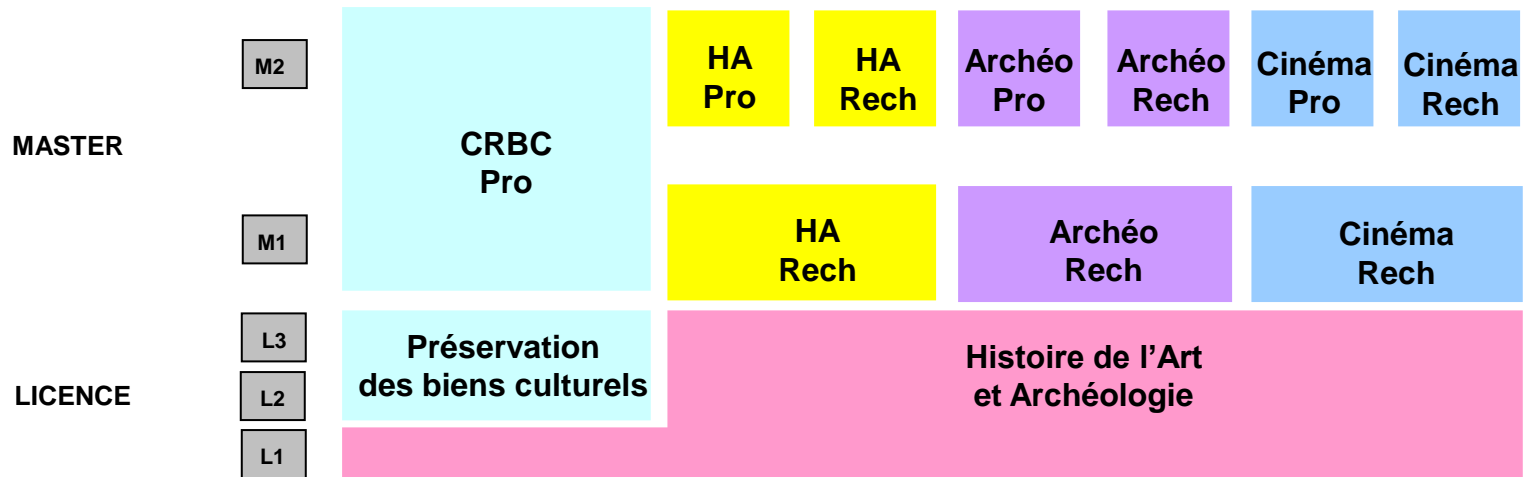 M2
HA
Pro
HA
Rech
Archéo
Pro
Archéo
Rech
Cinéma
Pro
Cinéma
Rech
MASTER
CRBC
Pro
M1
HA
Rech
Archéo
Rech
Cinéma
Rech
L3
Préservation
des biens culturels
Histoire de l’Art
et Archéologie
LICENCE
L2
L1